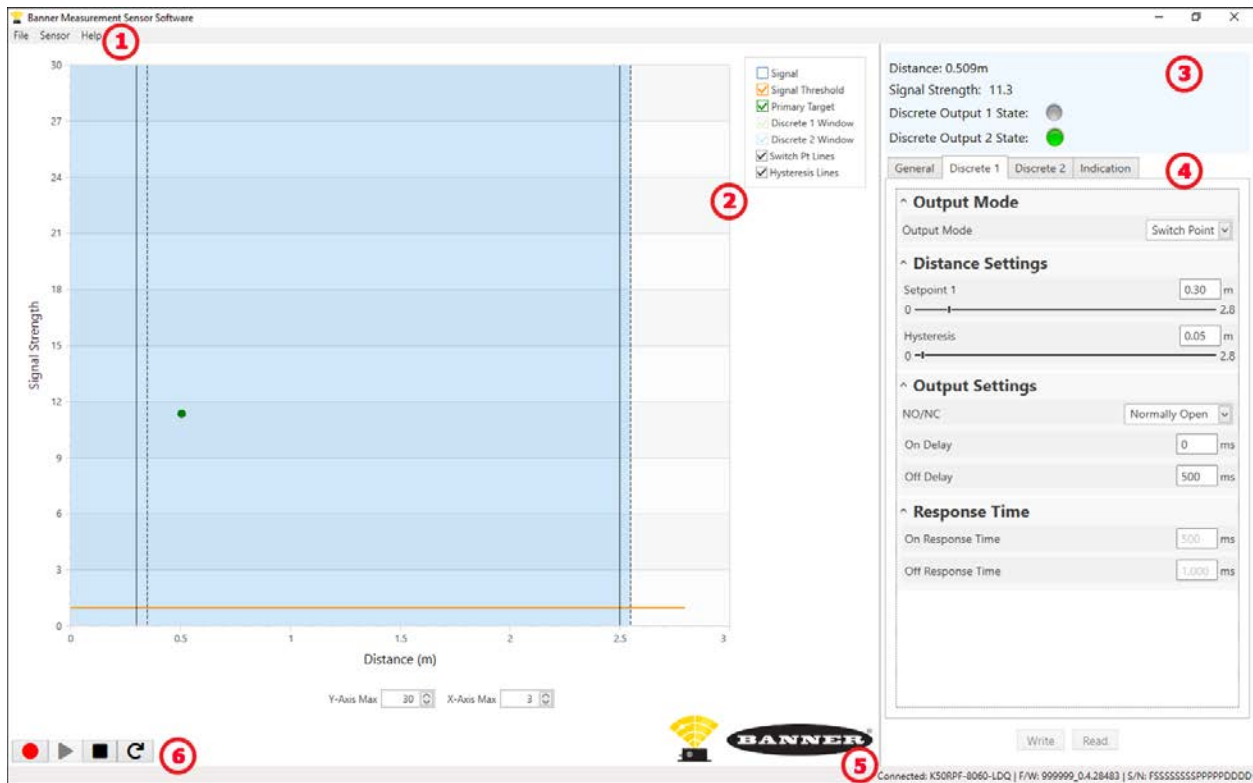 Banner Measurement Sensor Software
File Sensor Help
1
30
27
24
21
18
15
12
9
6
3
0
Signal Strength
0 0.5 1 1.5 2 2.5 3
Distance (m)
Signal
Signal Threshold
Primary Target
Discrete 1 Window
Discrete 2 Window
Switch Pt Lines
Hysteresis Lines
2
Y-Axis Max 30 X-Axis Max 3
6
BANNER
5
Distance: 0.509m
3
Signal Strength: 11.3
Discrete Output 1 State:
Discrete Output 2 State:
General Discrete 1 Discrete 2 Indication
4
Output Mode
Output Mode Switch Point
Distance Settings
Setpoint 1 0.30 m
0 2.8
Hysteresis 0.05 m
0 2.8
Output Settings
NO/NC Normally Open
On Delay 0 ms
Off Delay 500 ms
Response Time
On Response Time 500 ms
Off Response Time 1,000 ms
Write Read
Connected: K50RPF-8060-LDQ | F/W: 999999_0.4.28483 | S/N: FSSSSSSSSPPPPPDDDD